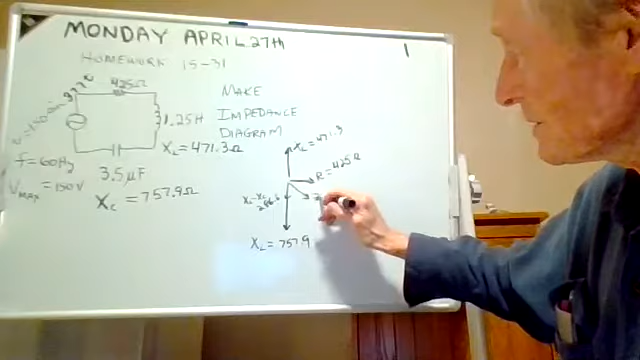 MONDAY APRIL 27th
1
HOMEWORK 15-31
425Ω
MAKE
IMPEDANCE
DIAGRAM
1.25H
XL=471.3Ω
f=60Hz
3.5μF
VMAX=150V
XC=757.9Ω
XL=471.3
R=425Ω
XL=757.9